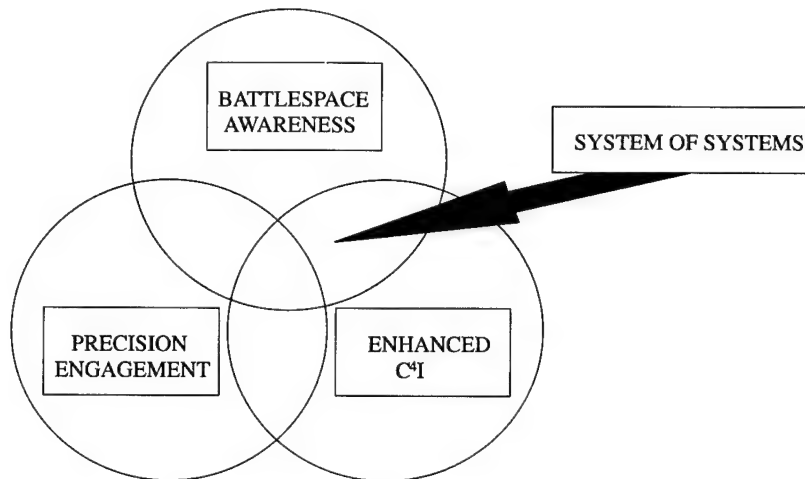 BATTLESPACE
AWARENESS
SYSTEM OF SYSTEMS
PRECISION
ENGAGEMENT
ENHANCED
C⁴I